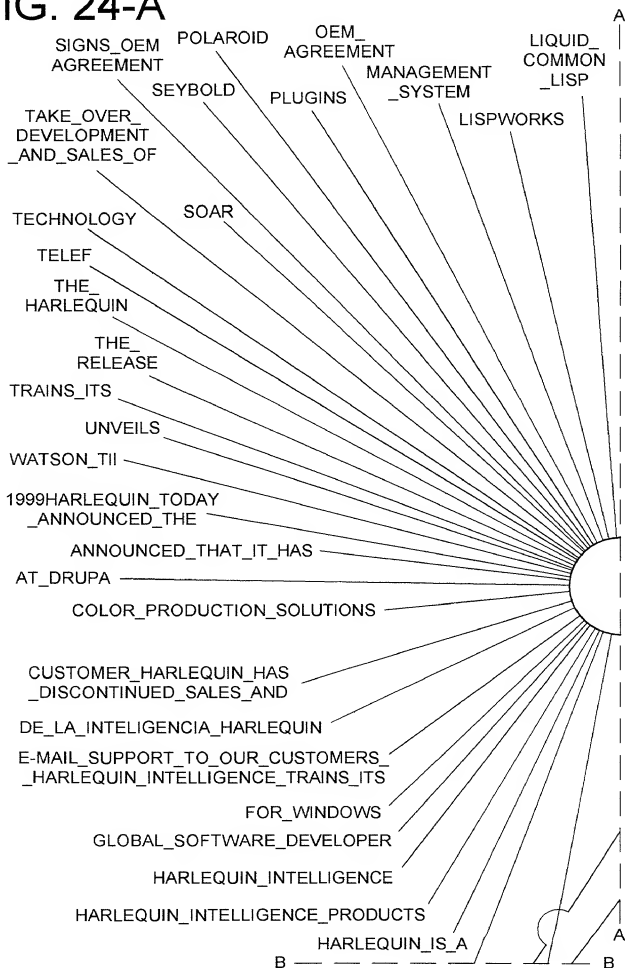 IG. 24-A
A
SIGNS_OEM
AGREEMENT
POLAROID
OEM_
AGREEMENT
LIQUID_
COMMON
_LISP
SEYBOLD
PLUGINS
MANAGEMENT
_SYSTEM
LISPWORKS
TAKE_OVER_
DEVELOPMENT
_AND_SALES_OF
SOAR
TECHNOLOGY
TELEF
THE_
HARLEQUIN
THE_
RELEASE
TRAINS_ITS
UNVEILS
WATSON_TII
1999HARLEQUIN_TODAY
_ANNOUNCED_THE
ANNOUNCED_THAT_IT_HAS
AT_DRUPA
COLOR_PRODUCTION_SOLUTIONS
CUSTOMER_HARLEQUIN_HAS
_DISCONTINUED_SALES_AND
DE_LA_INTELIGENCIA_HARLEQUIN
E-MAIL_SUPPORT_TO_OUR_CUSTOMERS_
_HARLEQUIN_INTELLIGENCE_TRAINS_ITS
FOR_WINDOWS
GLOBAL_SOFTWARE_DEVELOPER
HARLEQUIN_INTELLIGENCE
HARLEQUIN_INTELLIGENCE_PRODUCTS
HARLEQUIN_IS_A
A
B
B